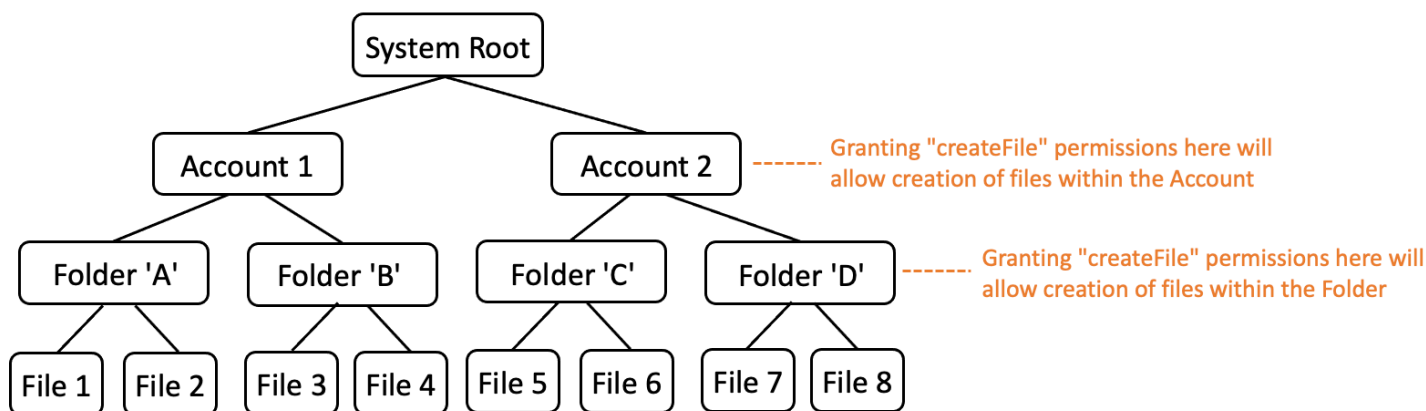 System Root
Account 1
Account 2
Granting "createFile" permissions here will
allow creation of files within the Account
Folder 'A'
Folder 'B'
Folder 'C'
Folder 'D'
Granting "createFile" permissions here will
allow creation of files within the Folder
File 1
File 2
File 3
File 4
File 5
File 6
File 7
File 8